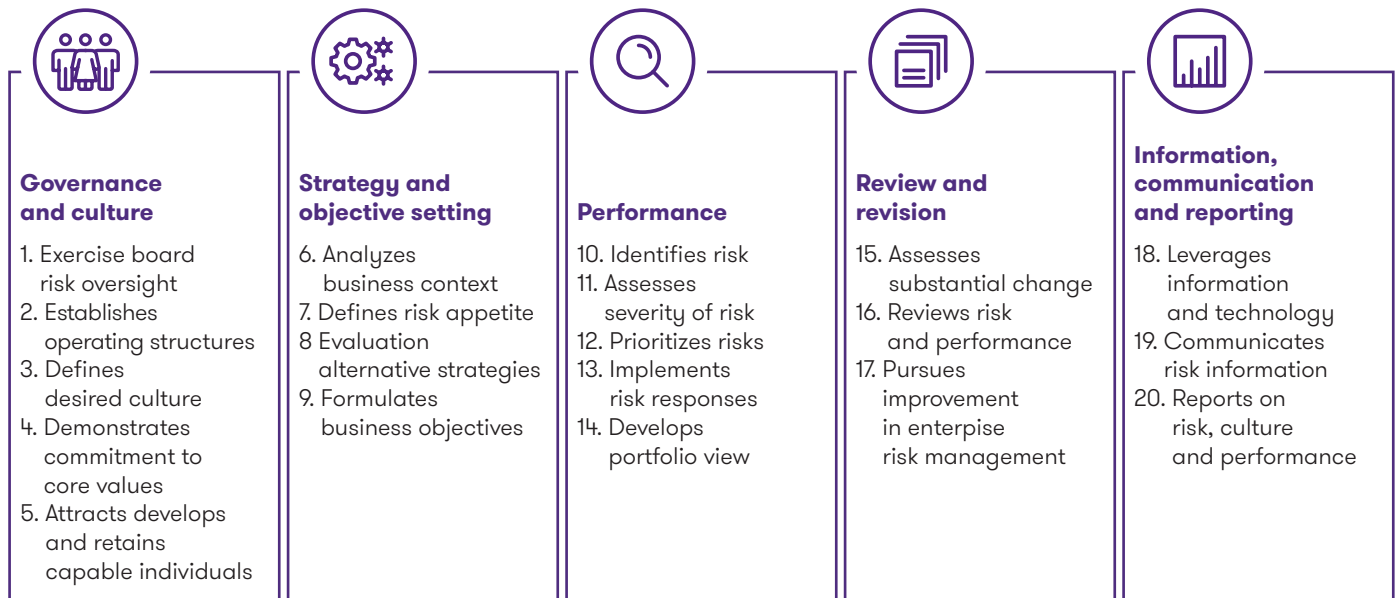 Governance
and culture
1. Exercise board
risk oversight
2. Establishes
operating structures
3. Defines
desired culture
4. Demonstrates
commitment to
core values
5. Attracts develops
and retains
capable individuals
Strategy and
objective setting
6. Analyzes
business context
7. Defines risk appetite
8 Evaluation
alternative strategies
9. Formulates
business objectives
Performance
10. Identifies risk
11. Assesses
severity of risk
12. Prioritizes risks
13. Implements
risk responses
14. Develops
portfolio view
Review and
revision
15. Assesses
substantial change
16. Reviews risk
and performance
17. Pursues
improvement
in enterpise
risk management
Information,
communication
and reporting
18. Leverages
information
and technology
19. Communicates
risk information
20. Reports on
risk, culture
and performance